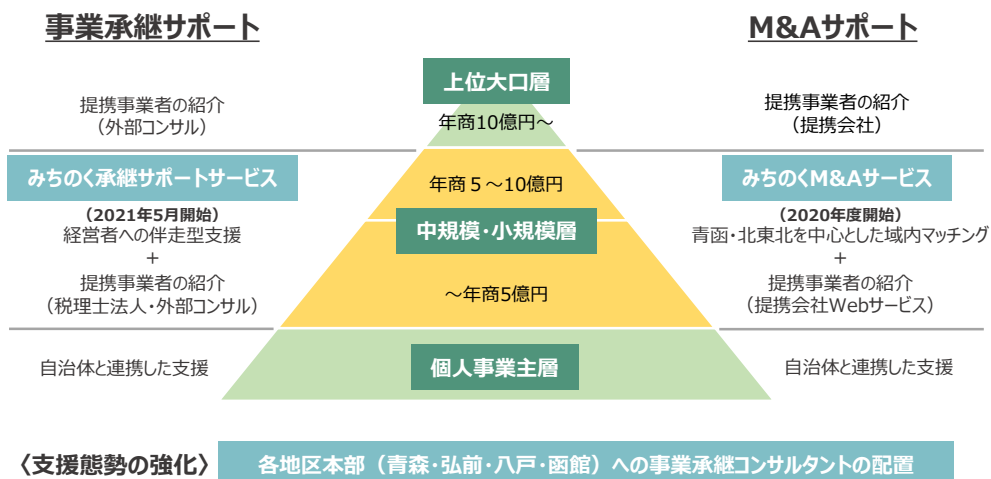 事業承継サポート
M&Aサポート
上位大口層
年商10億円～
提携事業者の紹介
（外部コンサル）
提携事業者の紹介
（提携会社）
みちのく承継サポートサービス
（2021年5月開始）
経営者への伴走型支援
+
提携事業者の紹介
（税理士法人・外部コンサル）
年商５～10億円
中規模・小規模層
～年商5億円
みちのくM&Aサービス
（2020年度開始）
青函・北東北を中心とした域内マッチング
+
提携事業者の紹介
（提携会社Webサービス）
自治体と連携した支援
個人事業主層
自治体と連携した支援
〈支援態勢の強化〉
各地区本部（青森・弘前・八戸・函館）への事業承継コンサルタントの配置